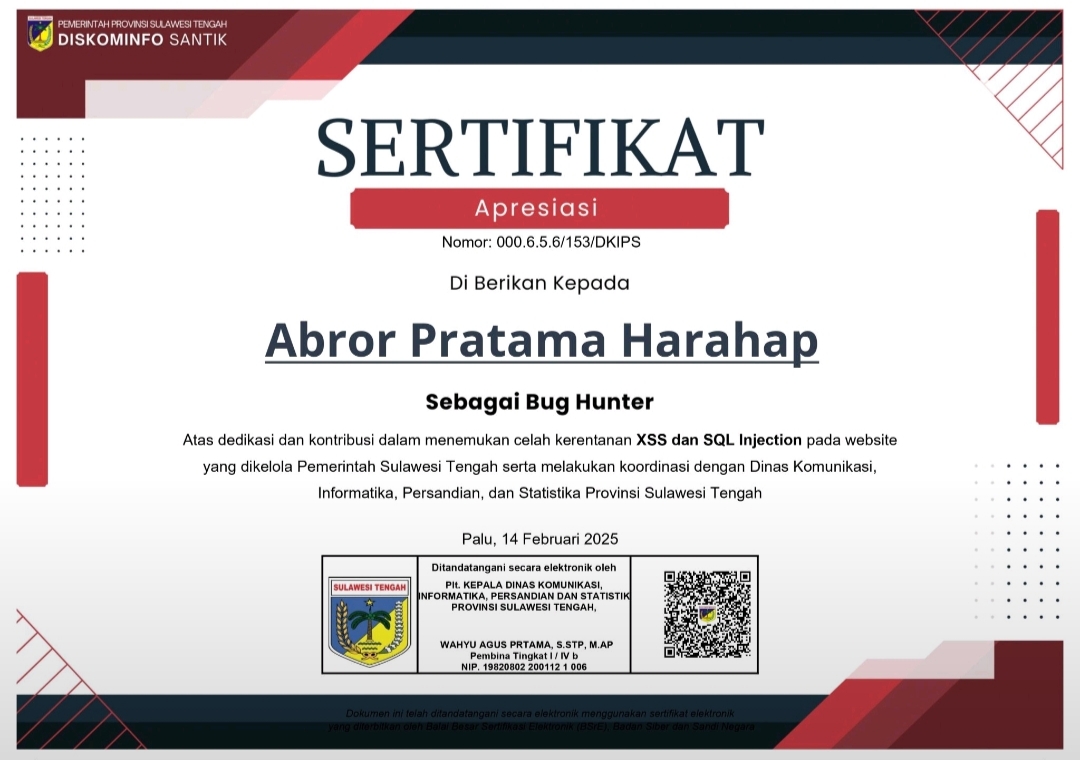 PEMERINTAH PROVINSI SULAWESI TENGAH
DISKOMINFO SANTIK
SERTIFIKAT
Apresiasi
Nomor: 000.6.5.6/153/DKIPS
Di Berikan Kepada
Abror Pratama Harahap
Sebagai Bug Hunter
Atas dedikasi dan kontribusi dalam menemukan celah kerentanan XSS dan SQL Injection pada website
yang dikelola Pemerintah Sulawesi Tengah serta melakukan koordinasi dengan Dinas Komunikasi,
Informatika, Persandian, dan Statistika Provinsi Sulawesi Tengah
Palu, 14 Februari 2025
SULAWESI TENGAH
Ditandatangani secara elektronik oleh
Plt. KEPALA DINAS KOMUNIKASI,
INFORMATIKA, PERSANDIAN DAN STATISTIK
PROVINSI SULAWESI TENGAH,
WAHYU AGUS PRTAMA, S.STP, M.AP
Pembina Tingkat I / IV b
NIP. 19820802 200112 1 006
Dokumen ini telah ditandatangani secara elektronik menggunakan sertifikat elektronik
yang diterbitkan oleh Balai Besar Sertifikasi Elektronik (BSrE), Badan Siber dan Sandi Negara